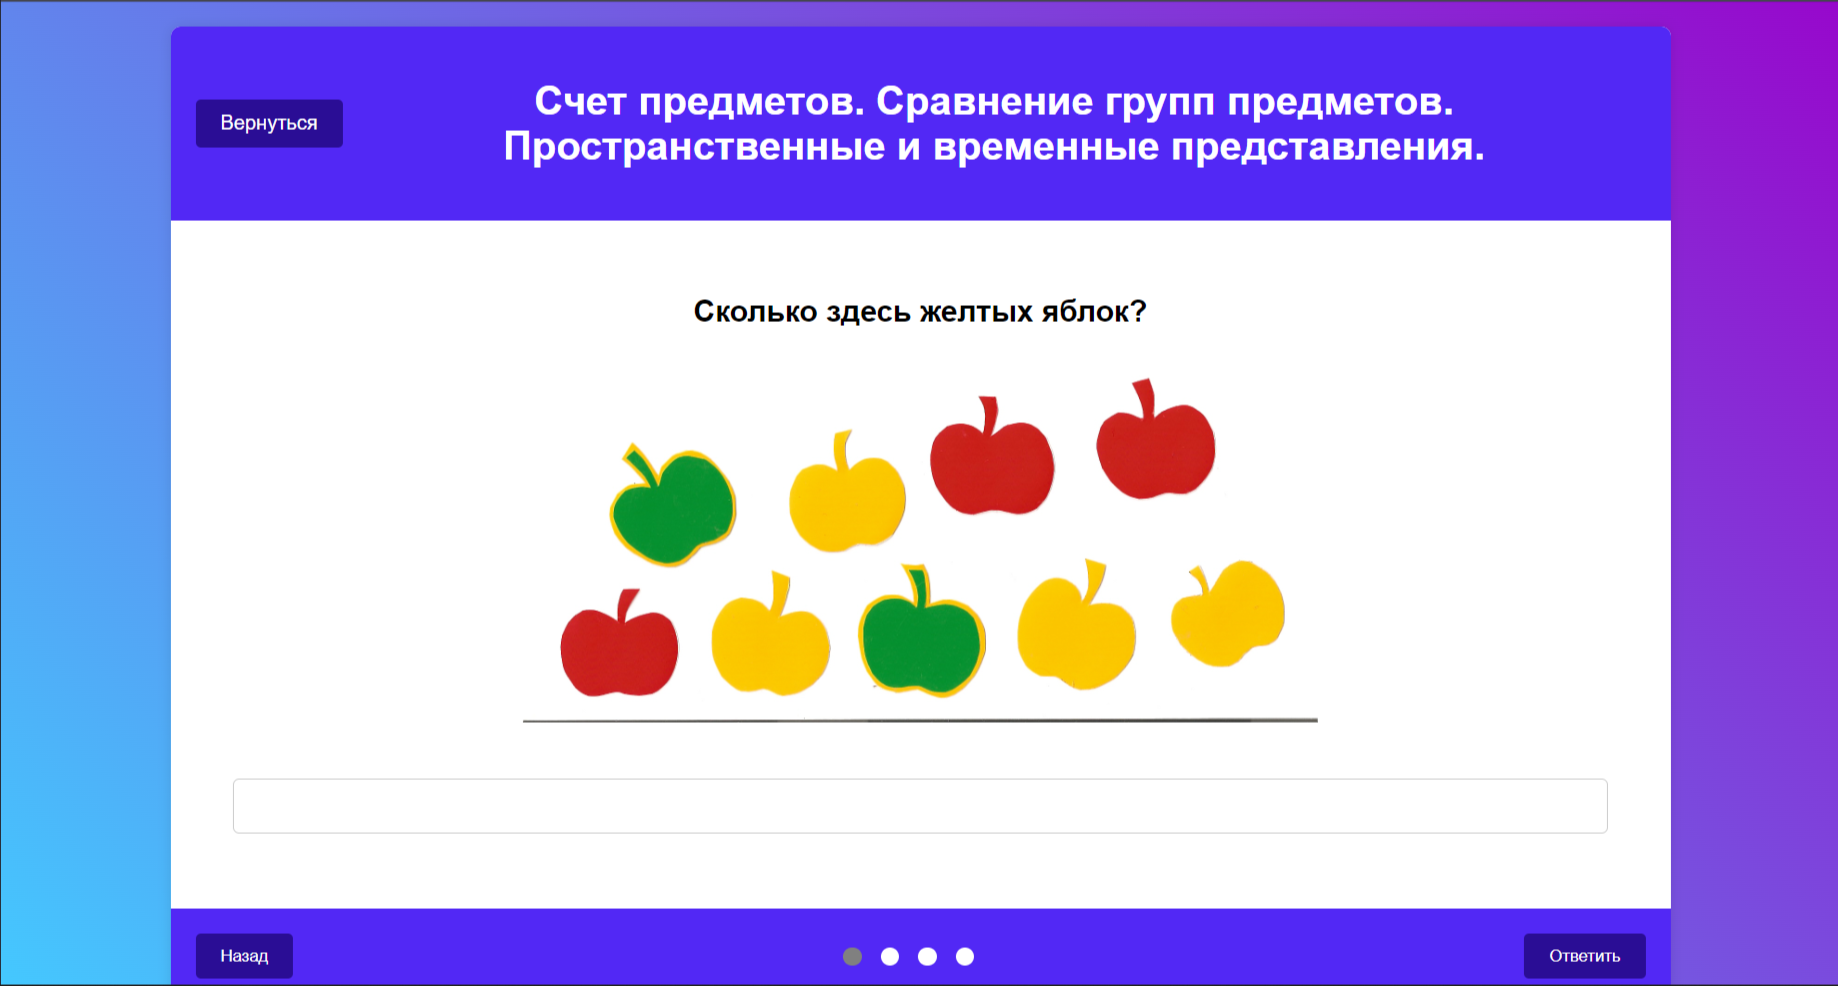 Вернуться
Счет предметов. Сравнение групп предметов.
Пространственные и временные представления.
Сколько здесь желтых яблок?
Назад
Ответить